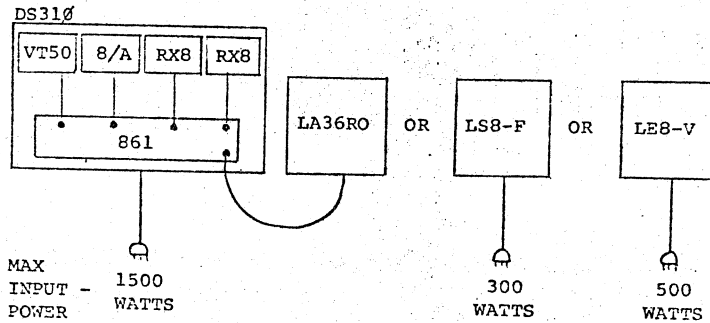 DS310
VT50 8/A RX8 RX8
861
LA36RO OR LS8-F OR LE8-V
MAX INPUT - POWER
1500 WATTS
300 WATTS
500 WATTS